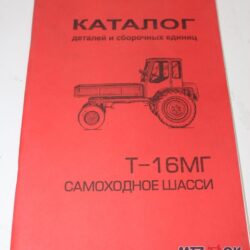 КАТАЛОГ
деталей и сборочных единиц
Т-16МГ
САМОХОДНОЕ ШАССИ